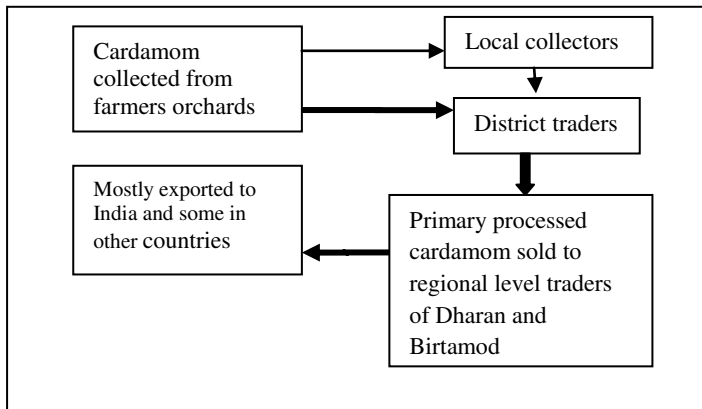 Cardamom
collected from
farmers orchards
Local collectors
District traders
Mostly exported to
India and some in
other countries
Primary processed
cardamom sold to
regional level traders
of Dharan and
Birtamod